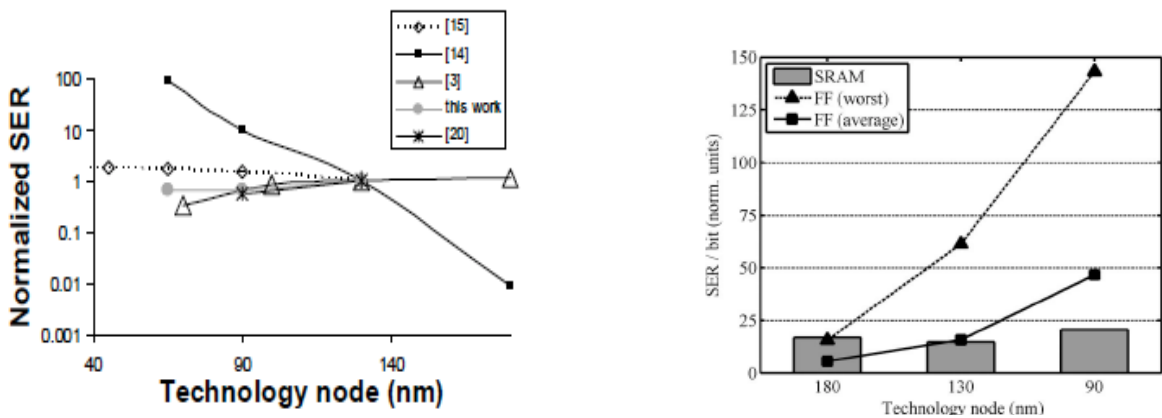 [15]
[14]
[3]
this work
[20]
Normalized SER
100
10
1
0.1
0.01
0.001
40
90
140
Technology node (nm)
SRAM
FF (worst)
FF (average)
SER / bit (norm. units)
150
125
100
75
50
25
0
180
130
90
Technology node (nm)